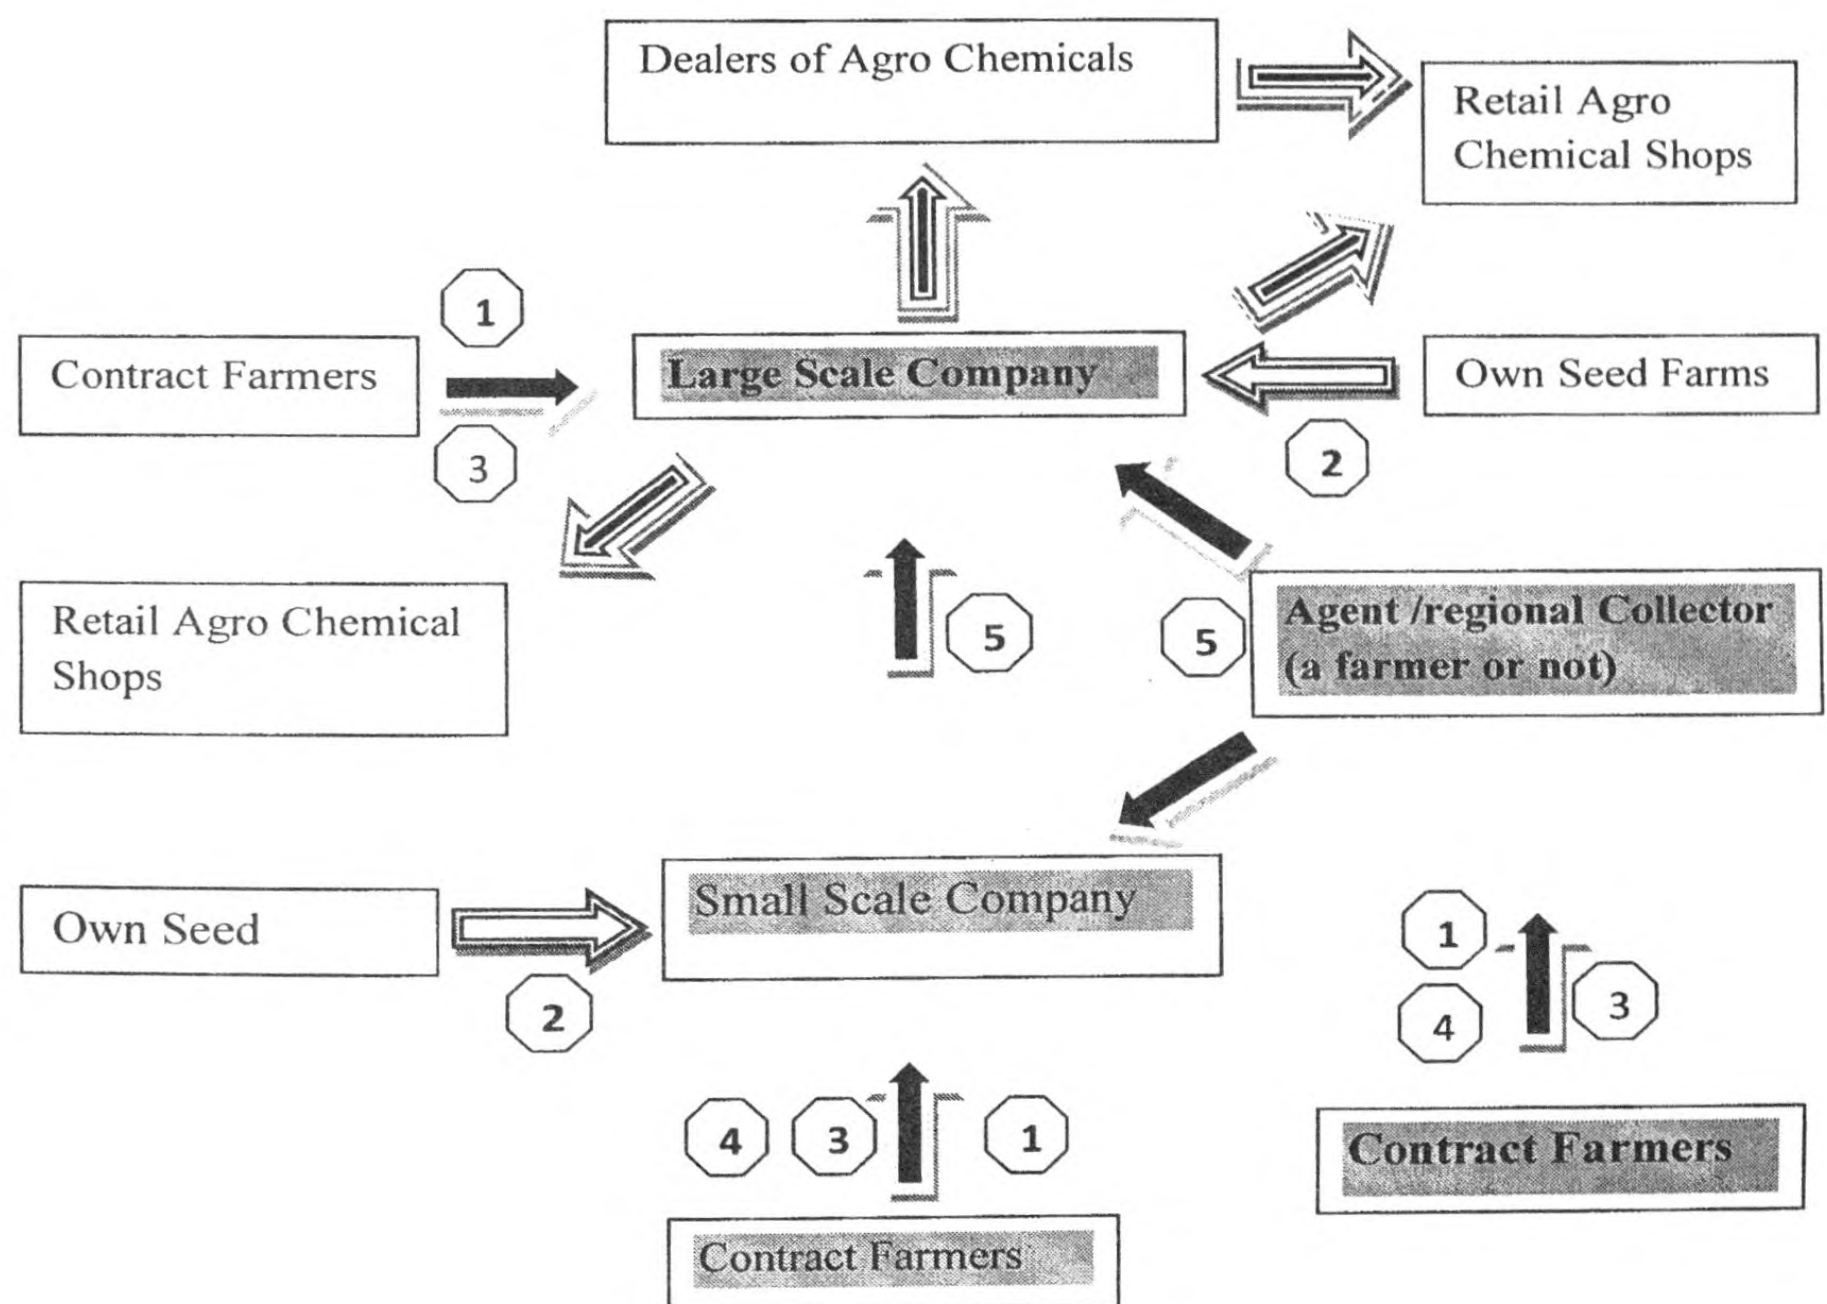 Dealers of Agro Chemicals
Retail Agro
Chemical Shops
1
Contract Farmers
Large Scale Company
Own Seed Farms
3
2
Retail Agro Chemical
Shops
5
5
Agent /regional Collector
(a farmer or not)
Own Seed
Small Scale Company
2
1
4
3
4
3
1
Contract Farmers
Contract Farmers